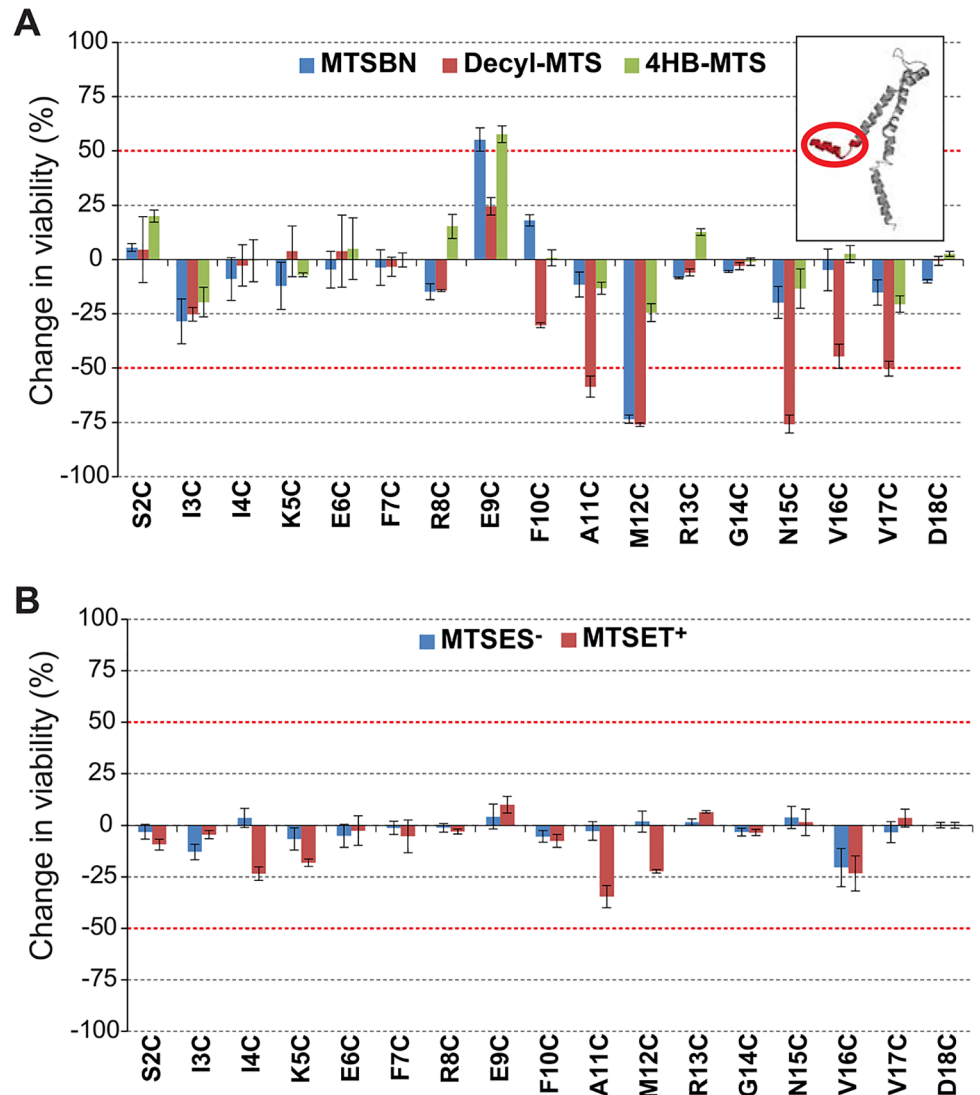 A
Change in viability (%)
100
75
50
25
0
-25
-50
-75
-100
MTSBN Decyl-MTS 4HB-MTS
S2C I3C I4C K5C E6C F7C R8C E9C F10C A11C M12C R13C G14C N15C V16C V17C D18C
B
Change in viability (%)
100
75
50
25
0
-25
-50
-75
-100
MTSES- MTSET+
S2C I3C I4C K5C E6C F7C R8C E9C F10C A11C M12C R13C G14C N15C V16C V17C D18C